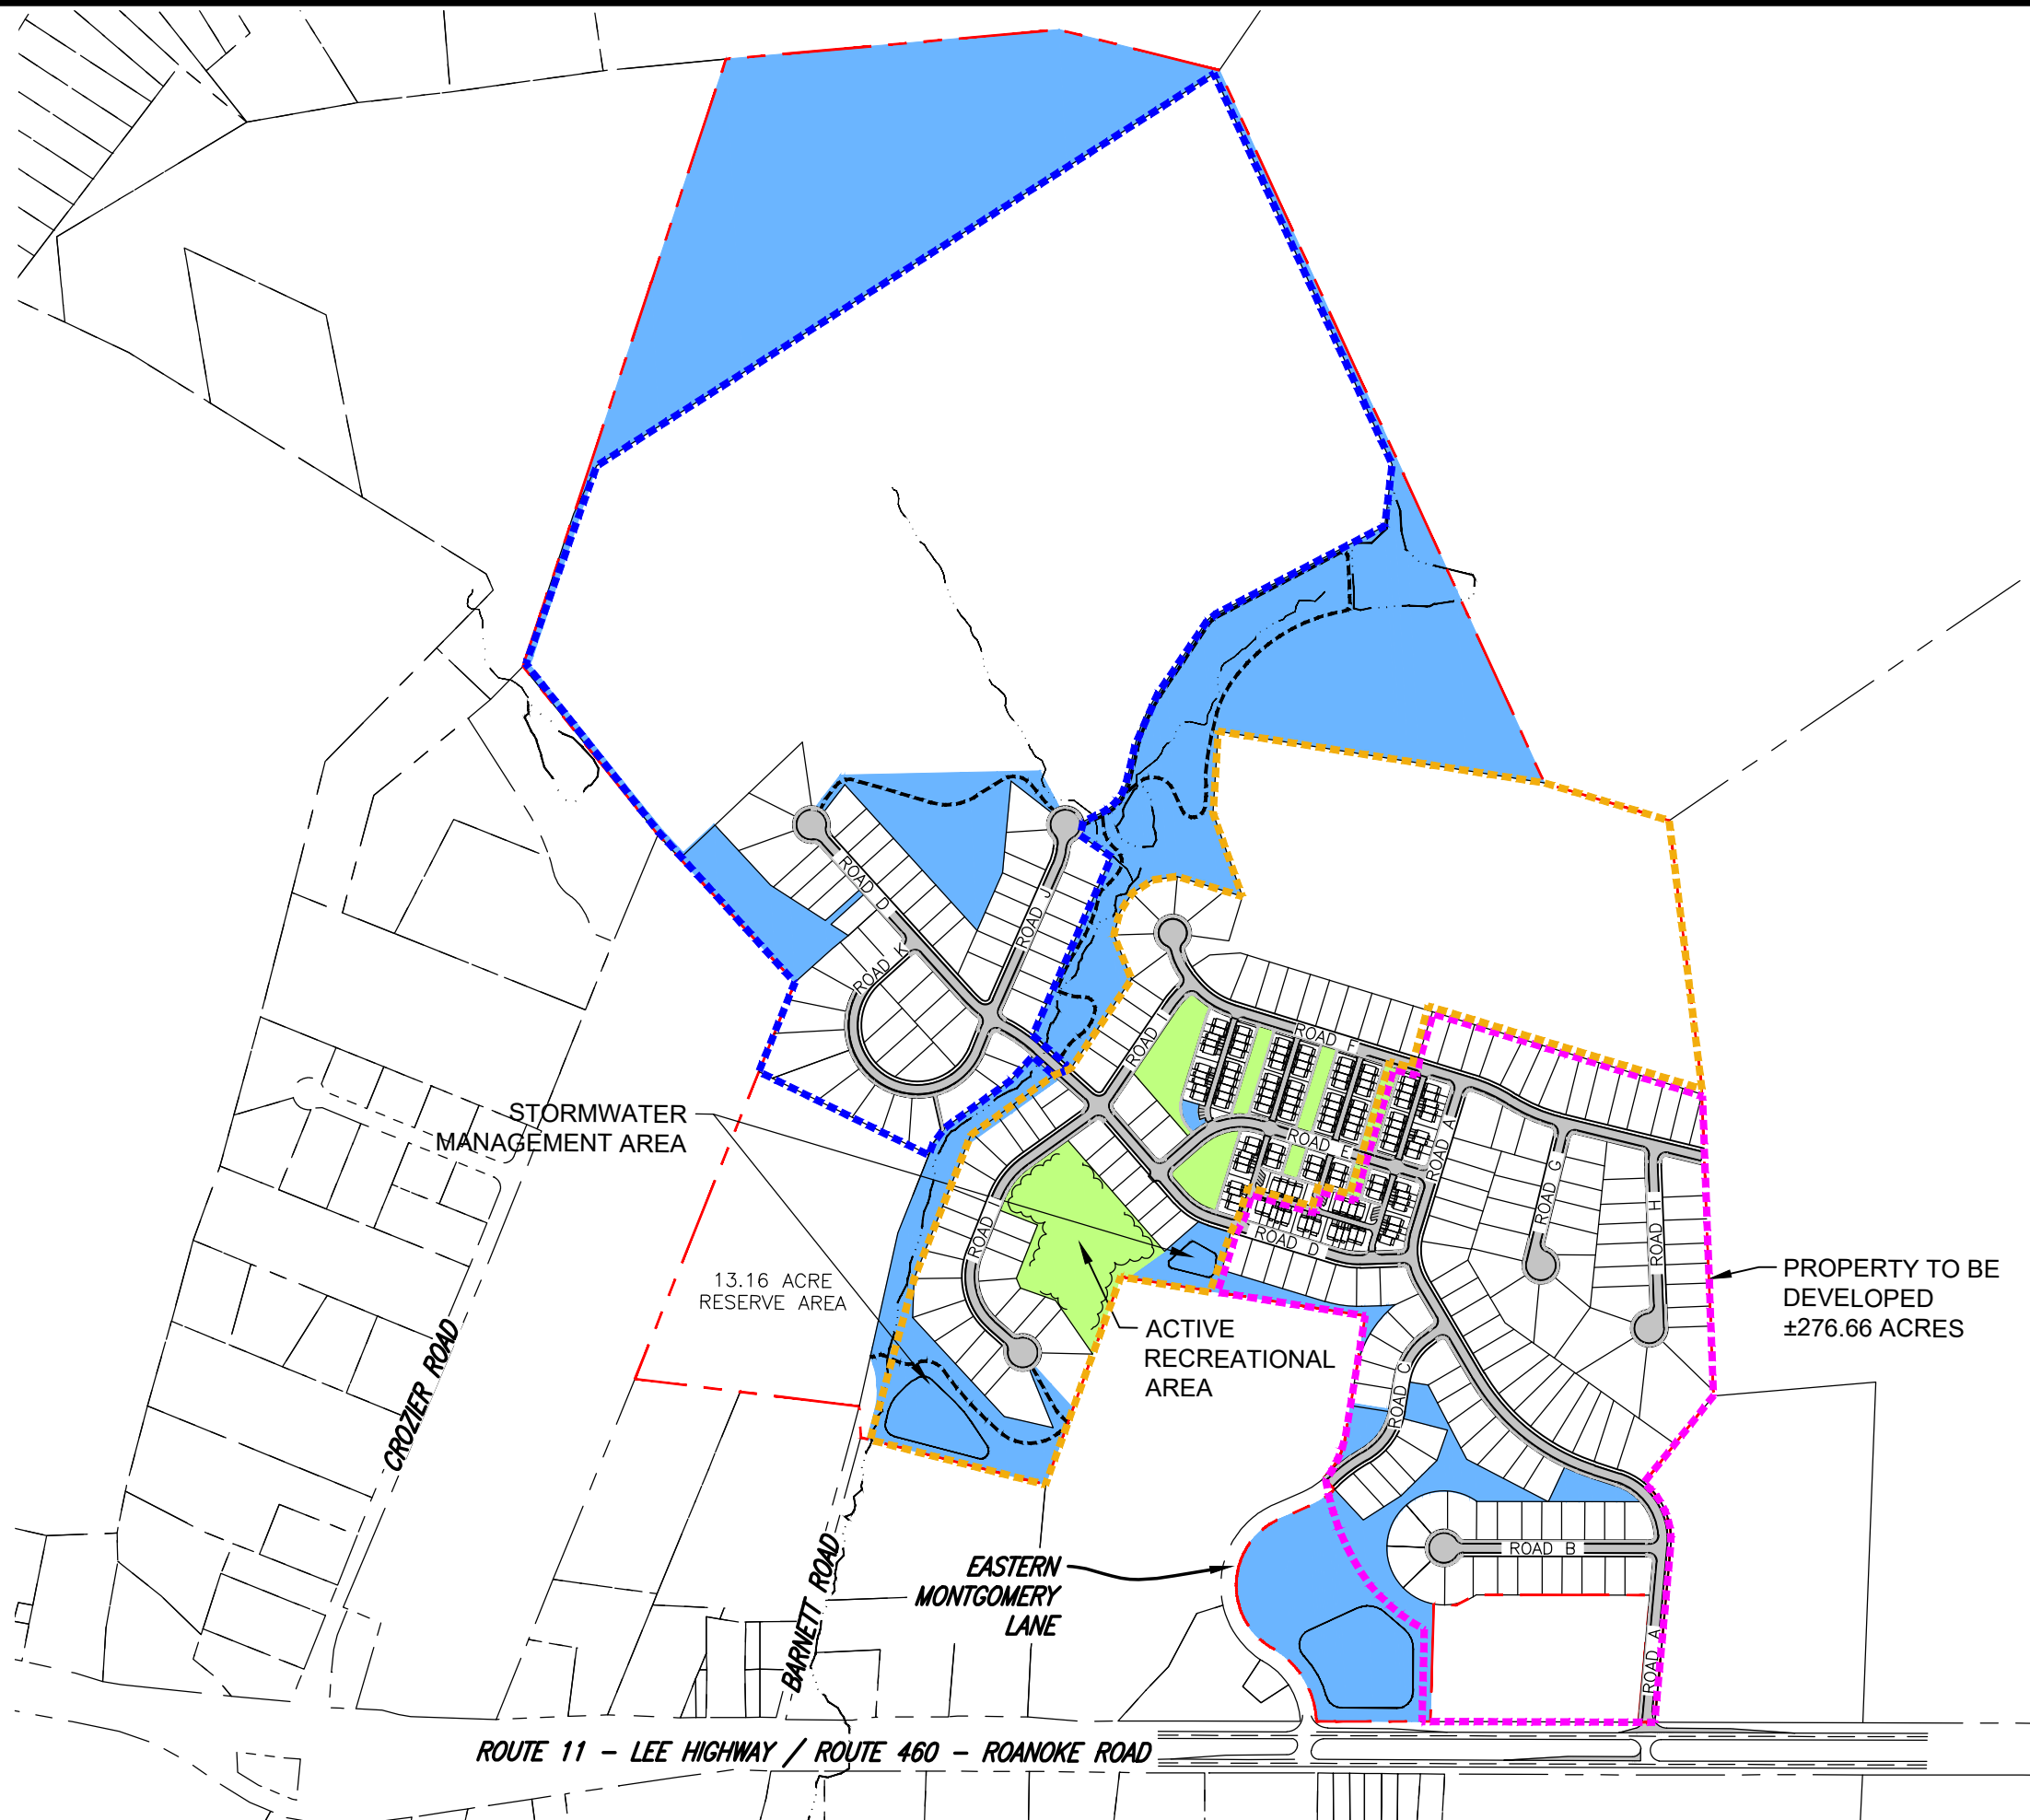 ROAD D
ROAD J
ROAD K
ROAD
ROAD F
ROAD A
ROAD E
ROAD G
ROAD H
STORMWATER
MANAGEMENT AREA
ROAD I
ROAD D
13.16 ACRE
RESERVE AREA
PROPERTY TO BE
DEVELOPED
±276.66 ACRES
ACTIVE
RECREATIONAL
AREA
CROZIER ROAD
ROAD C
BARNETT ROAD
EASTERN
MONTGOMERY
LANE
ROAD B
ROAD A
ROUTE 11 – LEE HIGHWAY / ROUTE 460 – ROANOKE ROAD